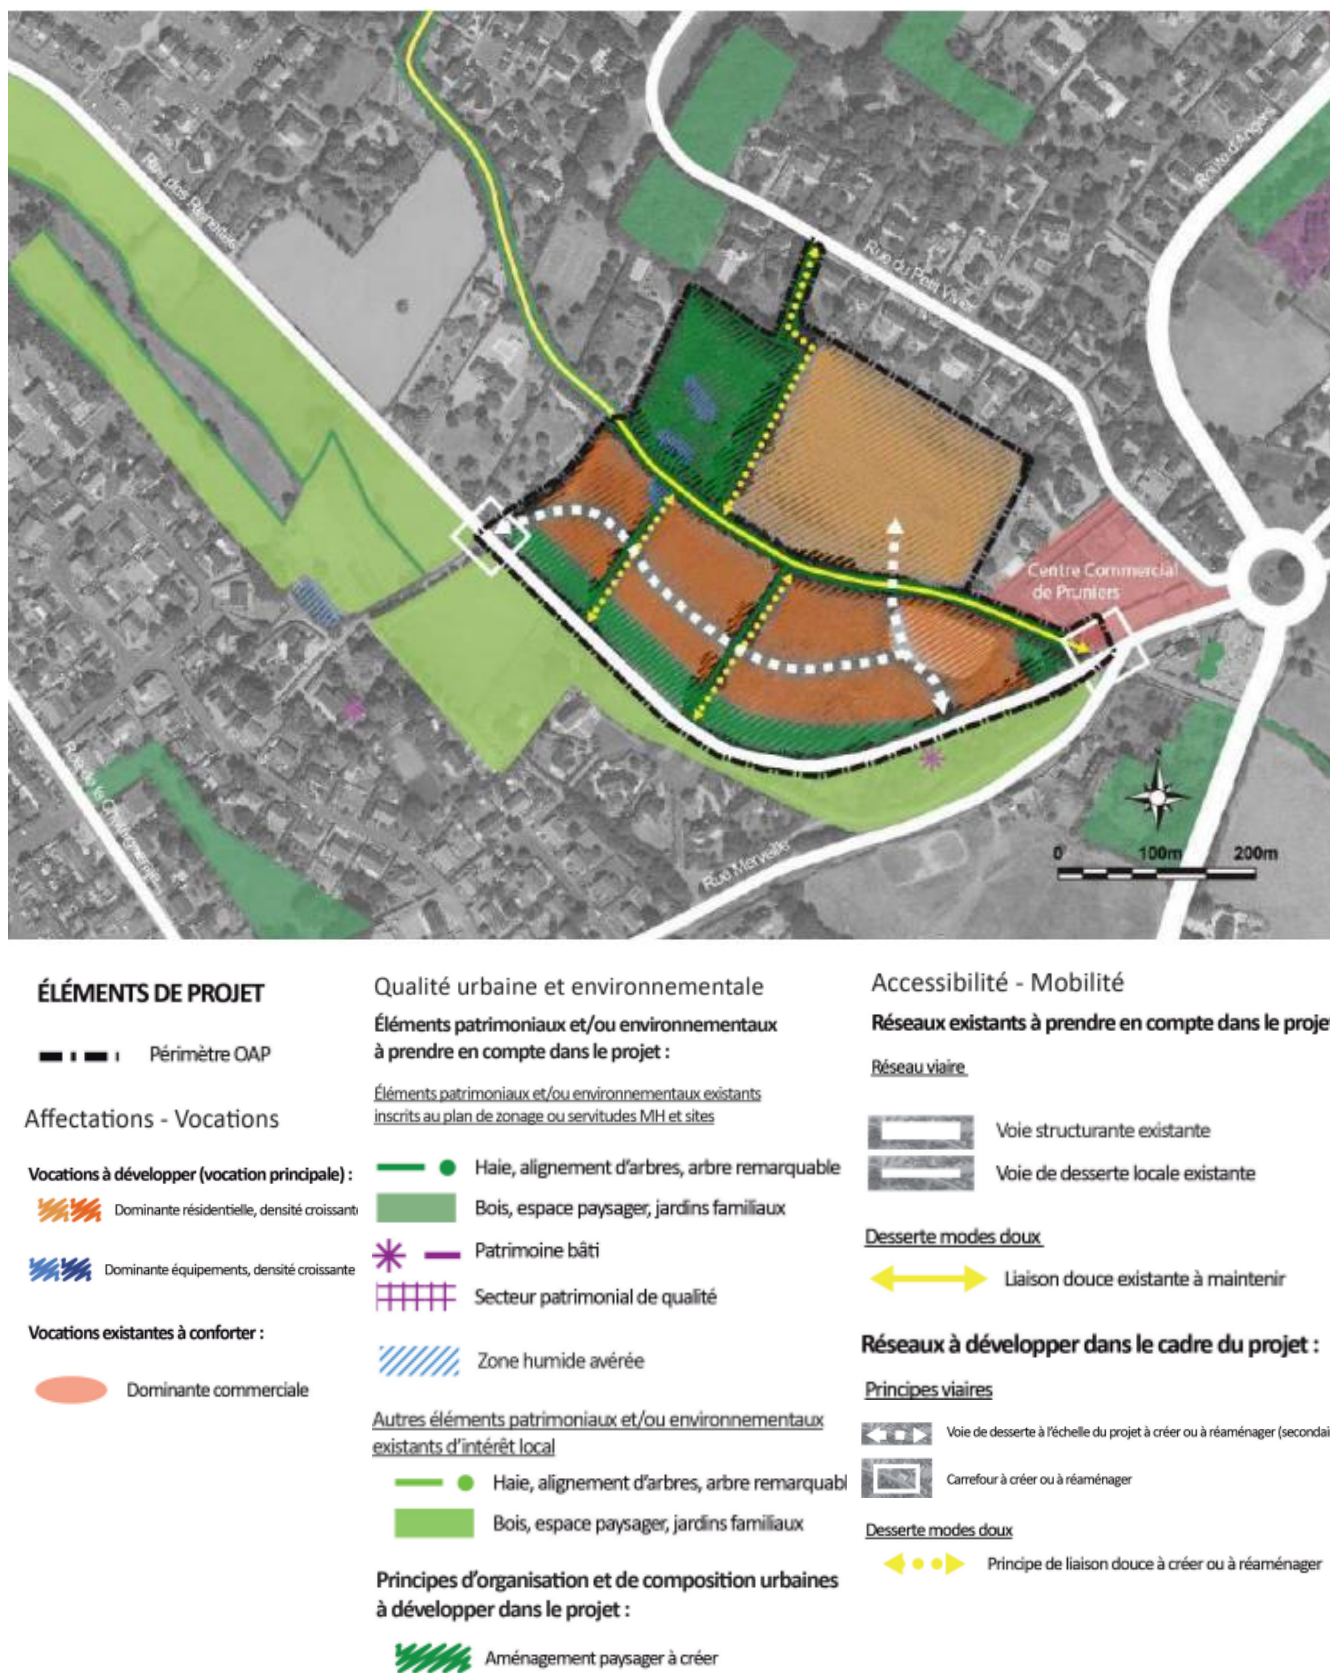 Rue des Reinettes
Rue du Petit Vivier
Route d'Angers
Centre Commercial
de Pruniers
Rue de la Chataigneraie
Rue Merveille
0 100m 200m
ÉLÉMENTS DE PROJET
Périmètre OAP
Affectations - Vocations
Vocations à développer (vocation principale) :
Dominante résidentielle, densité croissante
Dominante équipements, densité croissante
Vocations existantes à conforter :
Dominante commerciale
Qualité urbaine et environnementale
Éléments patrimoniaux et/ou environnementaux
à prendre en compte dans le projet :
Éléments patrimoniaux et/ou environnementaux existants
inscrits au plan de zonage ou servitudes MH et sites
Haie, alignement d'arbres, arbre remarquable
Bois, espace paysager, jardins familiaux
Patrimoine bâti
Secteur patrimonial de qualité
Zone humide avérée
Autres éléments patrimoniaux et/ou environnementaux
existants d'intérêt local
Haie, alignement d'arbres, arbre remarquabl
Bois, espace paysager, jardins familiaux
Principes d'organisation et de composition urbaines
à développer dans le projet :
Aménagement paysager à créer
Accessibilité - Mobilité
Réseaux existants à prendre en compte dans le projet
Réseau viaire
Voie structurante existante
Voie de desserte locale existante
Desserte modes doux
Liaison douce existante à maintenir
Réseaux à développer dans le cadre du projet :
Principes viaires
Voie de desserte à l'échelle du projet à créer ou à réaménager (secondai
Carrefour à créer ou à réaménager
Desserte modes doux
Principe de liaison douce à créer ou à réaménager